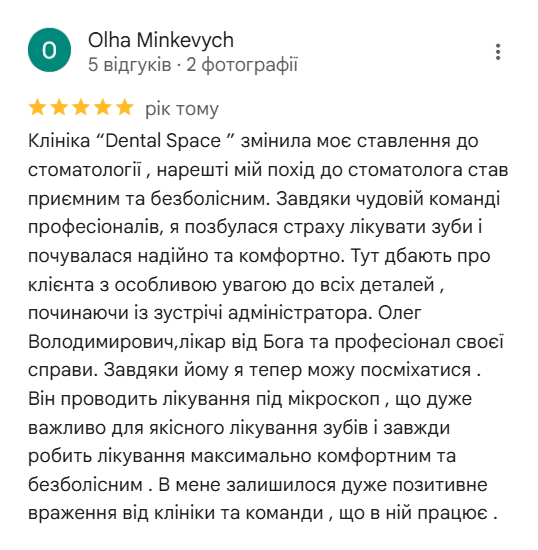 O
Olha Minkevych
5 відгуків · 2 фотографії
рік тому
Клініка “Dental Space ” змінила моє ставлення до
стоматології , нарешті мій похід до стоматолога став
приємним та безболісним. Завдяки чудовій команді
професіоналів, я позбулася страху лікувати зуби і
почувалася надійно та комфортно. Тут дбають про
клієнта з особливою увагою до всіх деталей ,
починаючи із зустрічі адміністратора. Олег
Володимирович,лікар від Бога та професіонал своєї
справи. Завдяки йому я тепер можу посміхатися .
Він проводить лікування під мікроскоп , що дуже
важливо для якісного лікування зубів і завжди
робить лікування максимально комфортним та
безболісним . В мене залишилося дуже позитивне
враження від клініки та команди , що в ній працює .